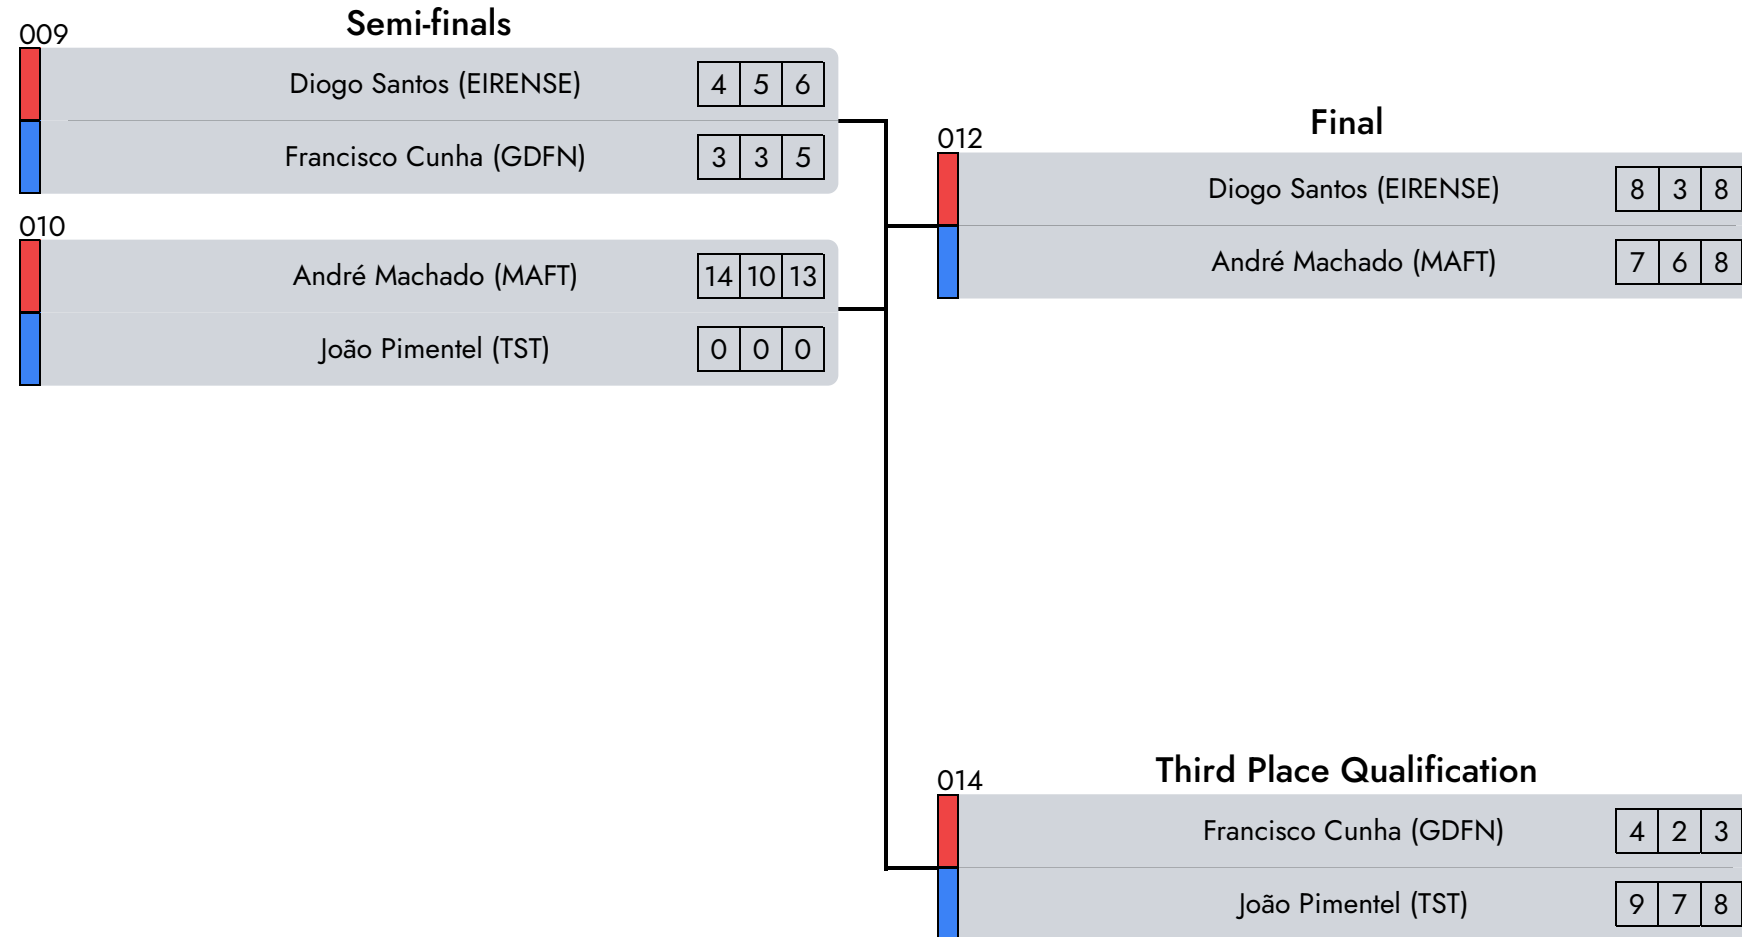 Semi-finals
009
Diogo Santos (EIRENSE) 4 5 6
Francisco Cunha (GDFN) 3 3 5
010
André Machado (MAFT) 14 10 13
João Pimentel (TST) 0 0 0
Final
012
Diogo Santos (EIRENSE) 8 3 8
André Machado (MAFT) 7 6 8
Third Place Qualification
014
Francisco Cunha (GDFN) 4 2 3
João Pimentel (TST) 9 7 8